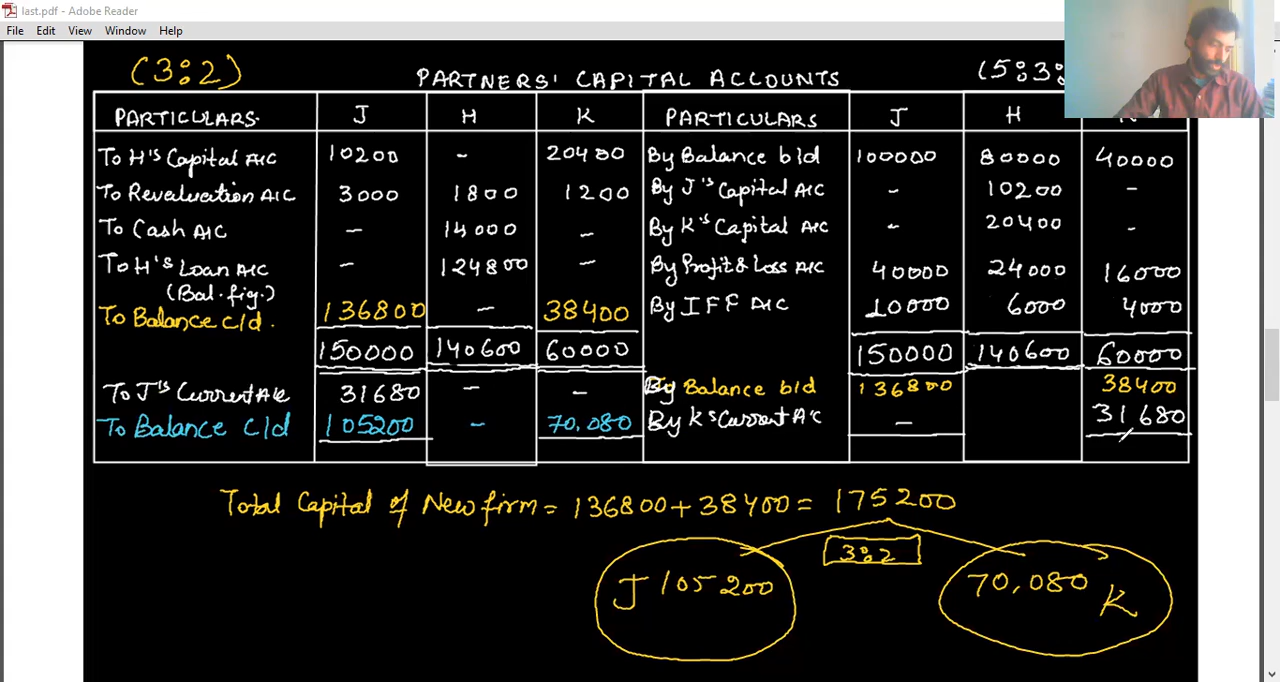 last.pdf - Adobe Reader
File Edit View Window Help
(3:2) PARTNERS' CAPITAL ACCOUNTS (5:3:
PARTICULARS. J H K PARTICULARS J H
To H's Capital A/C 10200 - 20400 By Balance b/d 100000 80000 40000
To Revaluation A/C 3000 1800 1200 By J's Capital A/C - 10200 -
To Cash A/C - 14000 - By K's Capital A/C - 20400 -
To H's Loan A/C - 124800 - By Profit & Loss A/C 40000 24000 16000
(Bal. fig.)
To Balance c/d. 136800 - 38400 By IFF A/C 10000 6000 4000
150000 140600 60000 150000 140600 60000
To J's Current A/c 31680 - - By Balance b/d 136800 38400
To Balance c/d 105200 - 70,080 By K's Current A/C - 31,680
Total Capital of New firm = 136800 + 38400 = 175200
3:2
J 105200 70,080 K